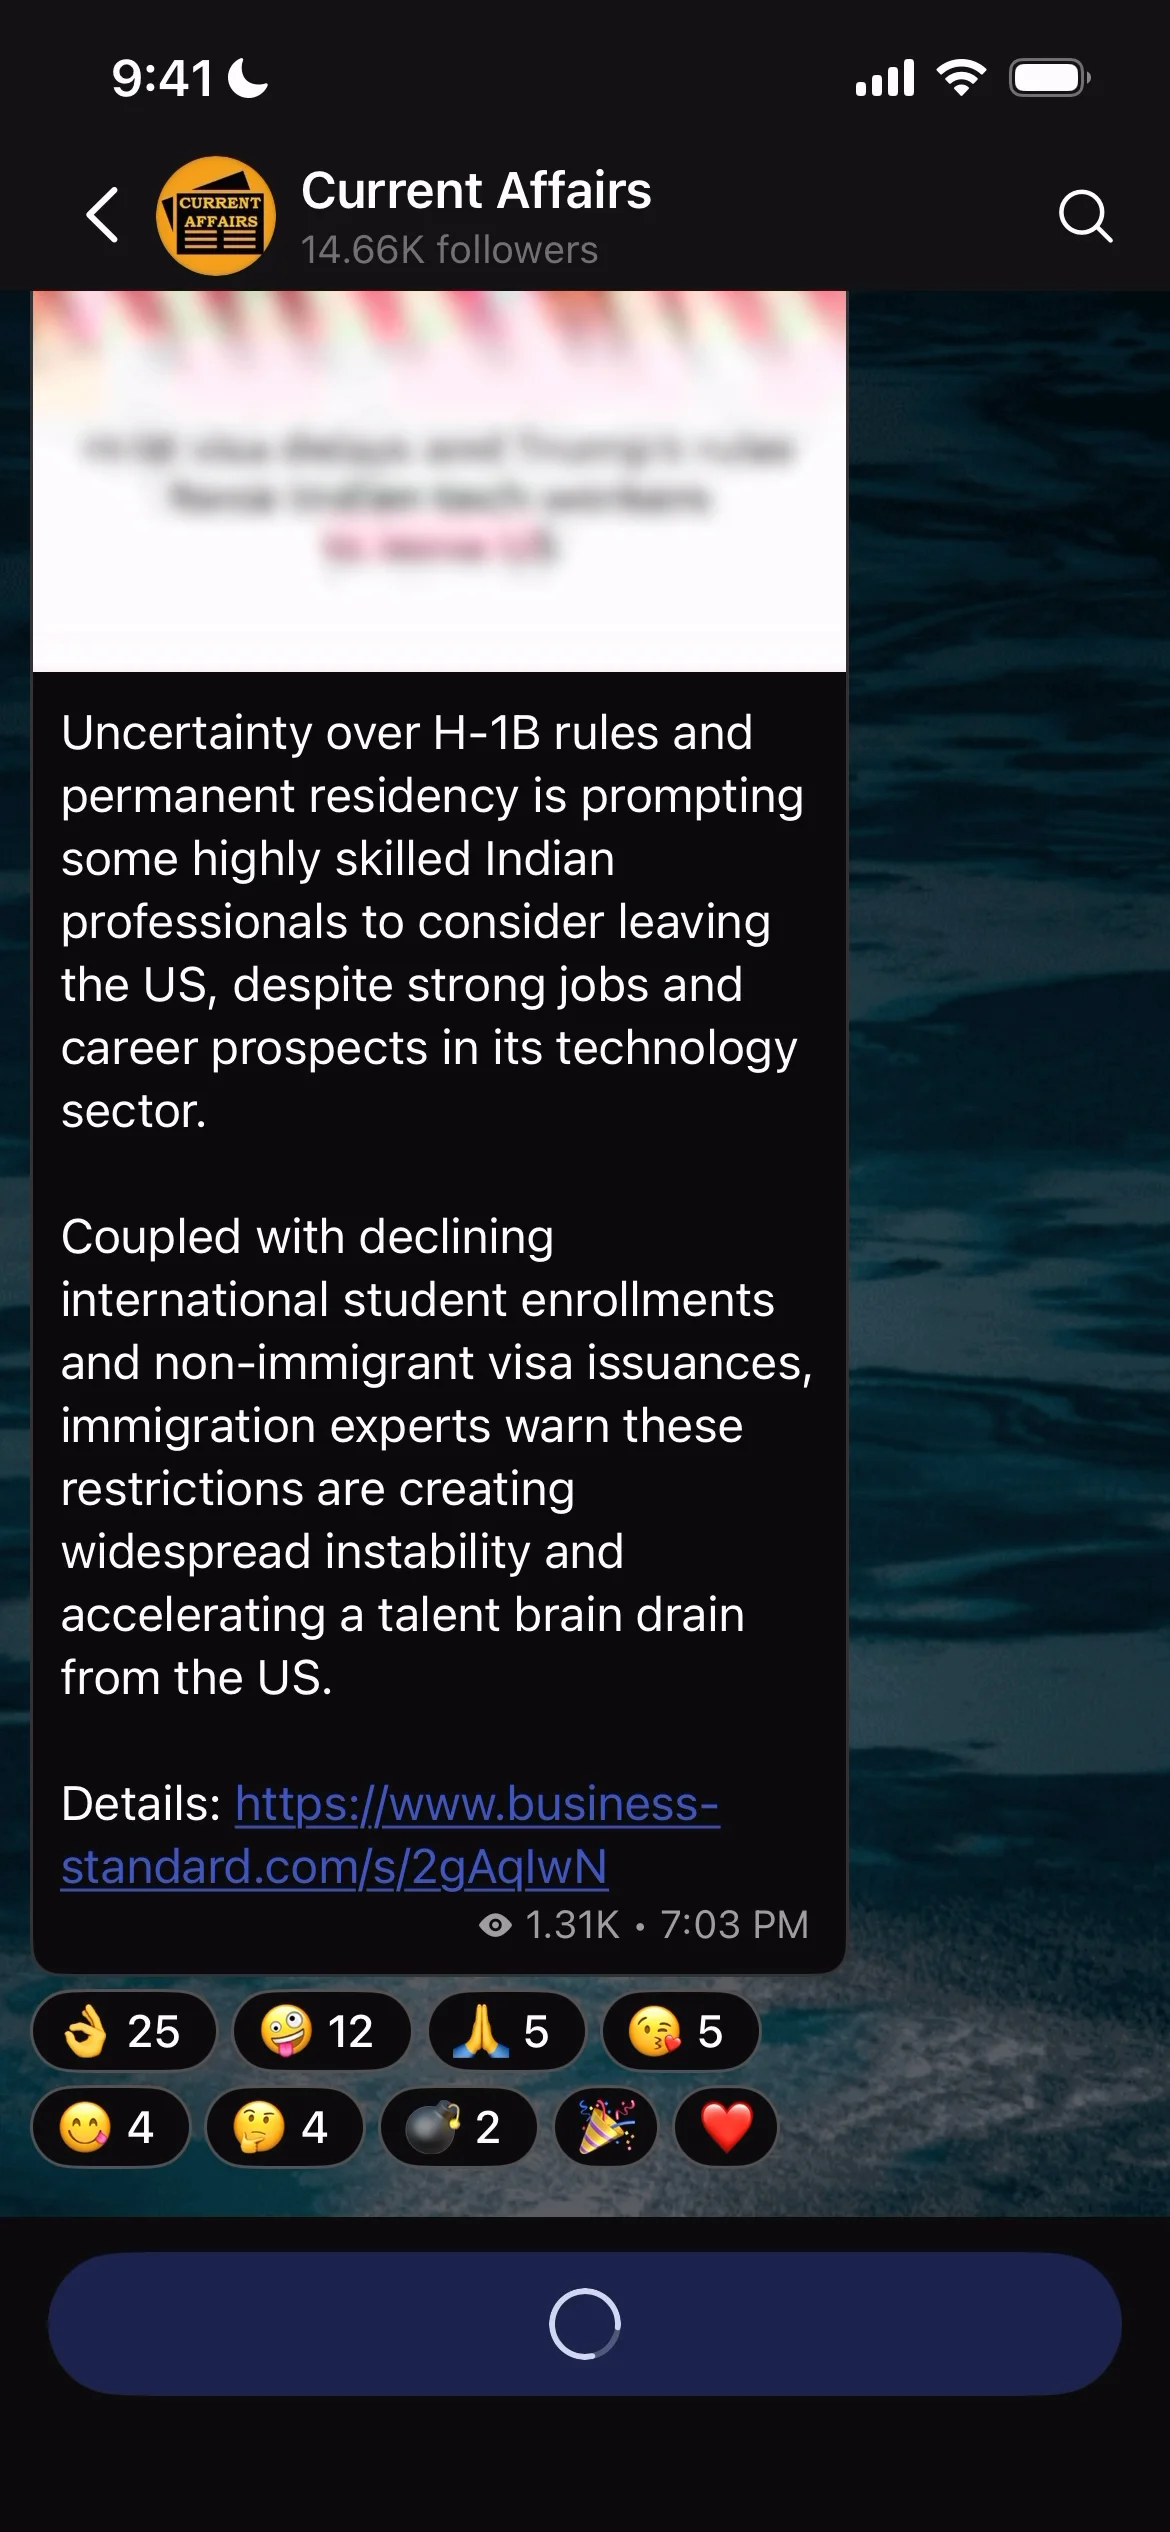 9:41
Current Affairs
14.66K followers
CURRENT
AFFAIRS
Uncertainty over H-1B rules and
permanent residency is prompting
some highly skilled Indian
professionals to consider leaving
the US, despite strong jobs and
career prospects in its technology
sector.
Coupled with declining
international student enrollments
and non-immigrant visa issuances,
immigration experts warn these
restrictions are creating
widespread instability and
accelerating a talent brain drain
from the US.
Details: https://www.business-
standard.com/s/2gAqIwN
1.31K • 7:03 PM
25 12 5 5
4 4 2